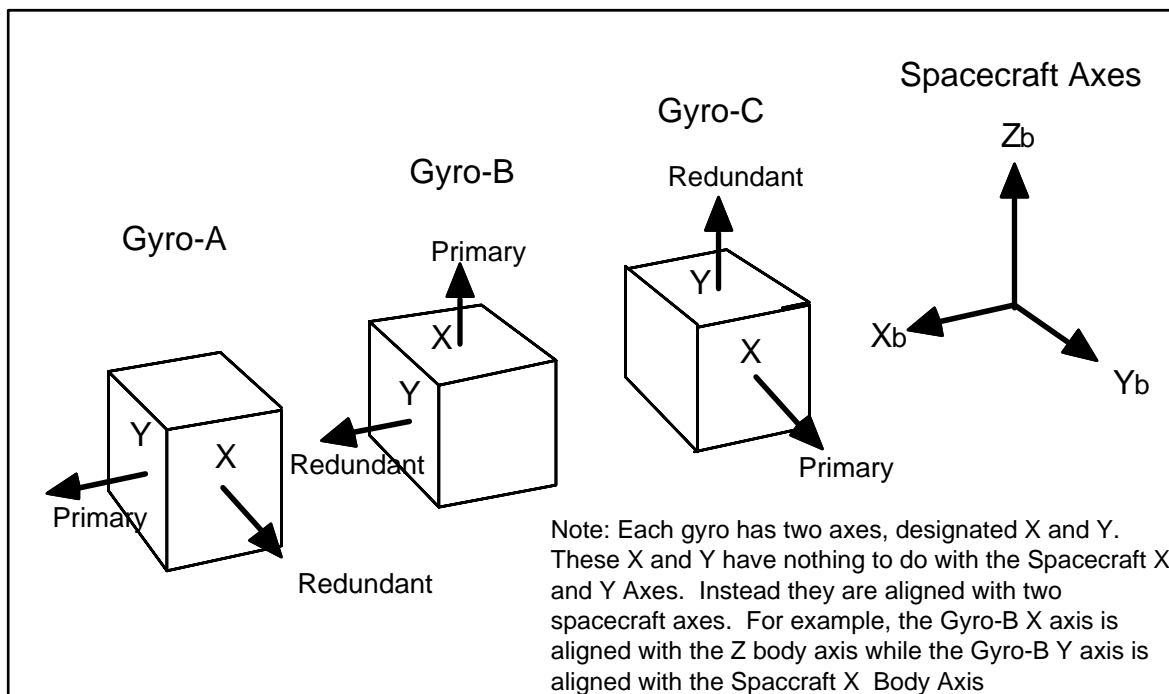 Spacecraft Axes
Zb
Xb
Yb
Gyro-C
Redundant
Y
X
Primary
Gyro-B
Primary
X
Y
Redundant
Gyro-A
Y
X
Primary
Redundant
Note: Each gyro has two axes, designated X and Y.
These X and Y have nothing to do with the Spacecraft X
and Y Axes. Instead they are aligned with two
spacecraft axes. For example, the Gyro-B X axis is
aligned with the Z body axis while the Gyro-B Y axis is
aligned with the Spaccraft X Body Axis